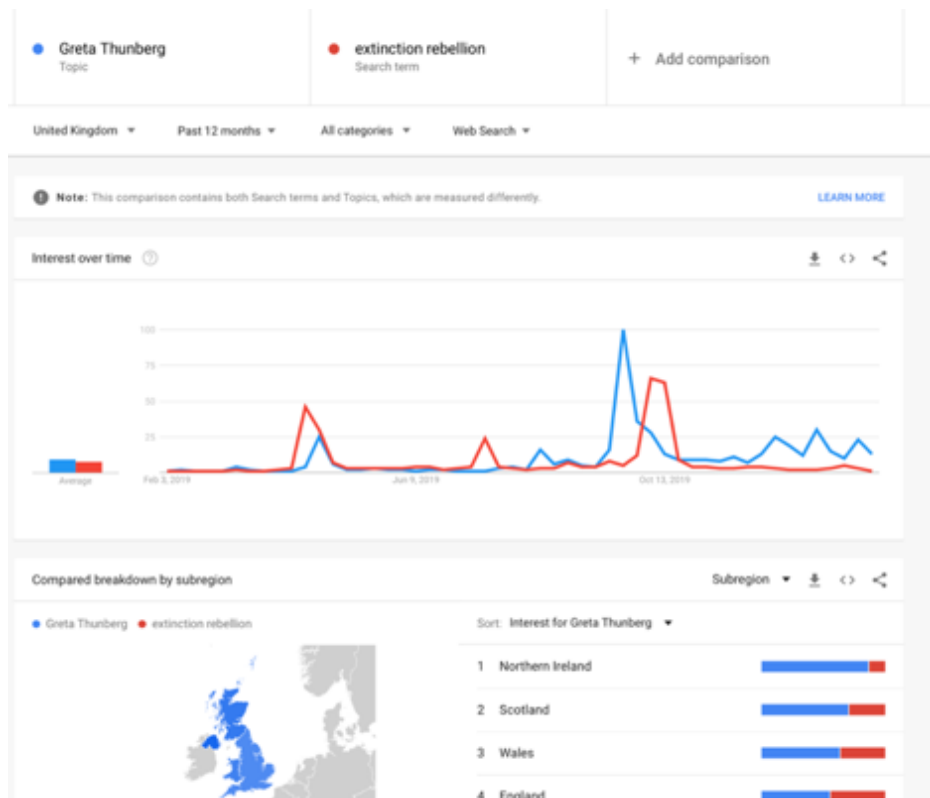 Greta Thunberg
Topic
extinction rebellion
Search term
+ Add comparison
United Kingdom
Past 12 months
All categories
Web Search
Note: This comparison contains both Search terms and Topics, which are measured differently.
LEARN MORE
Interest over time
100
75
50
25
Average
Feb 3, 2019
Jun 9, 2019
Oct 13, 2019
Compared breakdown by subregion
Subregion
Greta Thunberg extinction rebellion
Sort: Interest for Greta Thunberg
1 Northern Ireland
2 Scotland
3 Wales
4 England